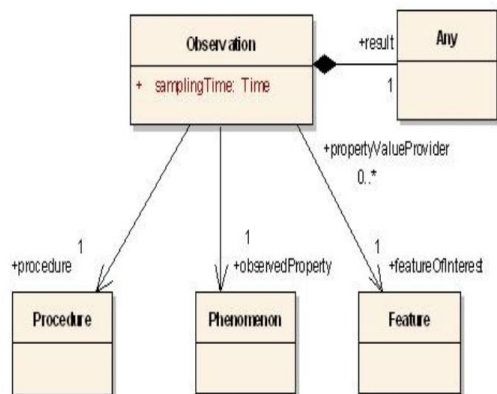 Observation
+ samplingTime: Time
+result
1
Any
+propertyValueProvider
0..*
1
+procedure
1
+observedProperty
1
+featureOfInterest
Procedure
Phenomenon
Feature